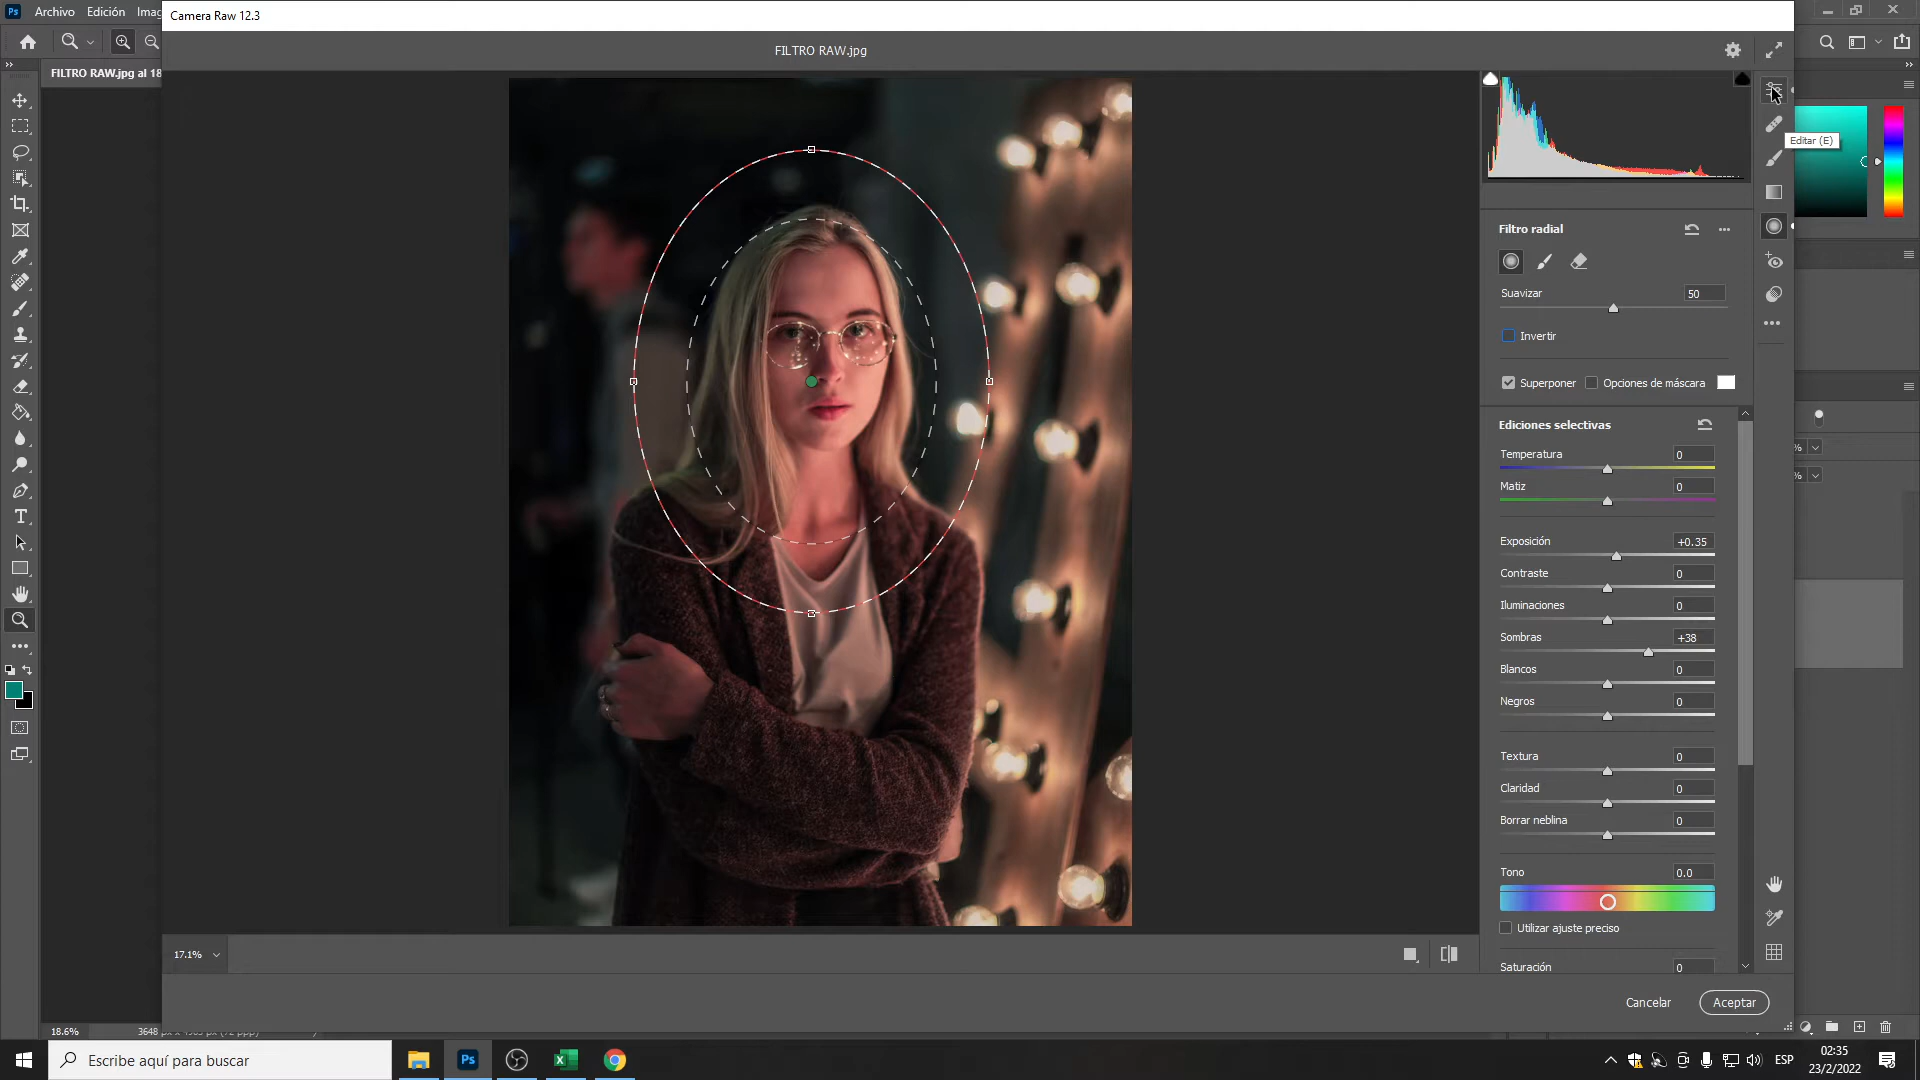 Archivo Edición Imag
Camera Raw 12.3
FILTRO RAW.jpg
FILTRO RAW.jpg al 18
Editar (E)
Filtro radial
Suavizar 50
Invertir
Superponer Opciones de máscara
Ediciones selectivas
Temperatura 0
Matiz 0
Exposición +0.35
Contraste 0
Iluminaciones 0
Sombras +38
Blancos 0
Negros 0
Textura 0
Claridad 0
Borrar neblina 0
Tono 0.0
Utilizar ajuste preciso
Saturación 0
17.1%
Cancelar Aceptar
18.6%
Escribe aquí para buscar
ESP
02:35
23/2/2022